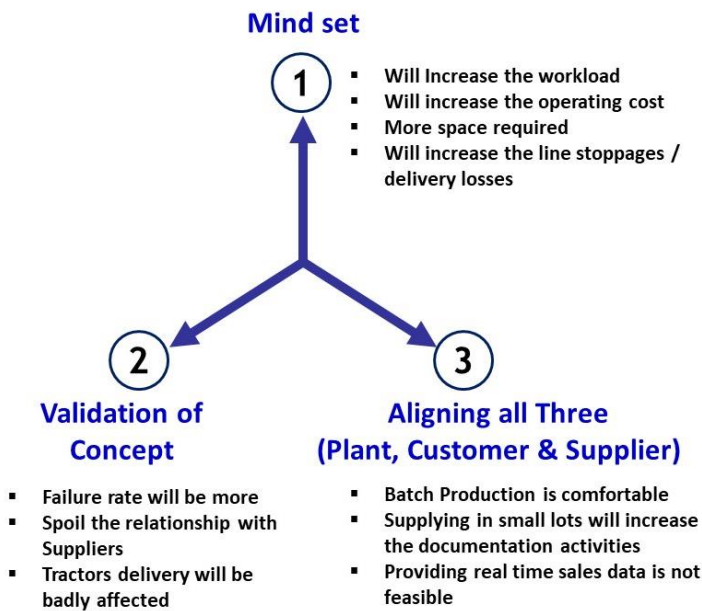 Mind set
1
▪ Will Increase the workload
▪ Will increase the operating cost
▪ More space required
▪ Will increase the line stoppages /
delivery losses
2
Validation of
Concept
▪ Failure rate will be more
▪ Spoil the relationship with
Suppliers
▪ Tractors delivery will be
badly affected
3
Aligning all Three
(Plant, Customer & Supplier)
▪ Batch Production is comfortable
▪ Supplying in small lots will increase
the documentation activities
▪ Providing real time sales data is not
feasible